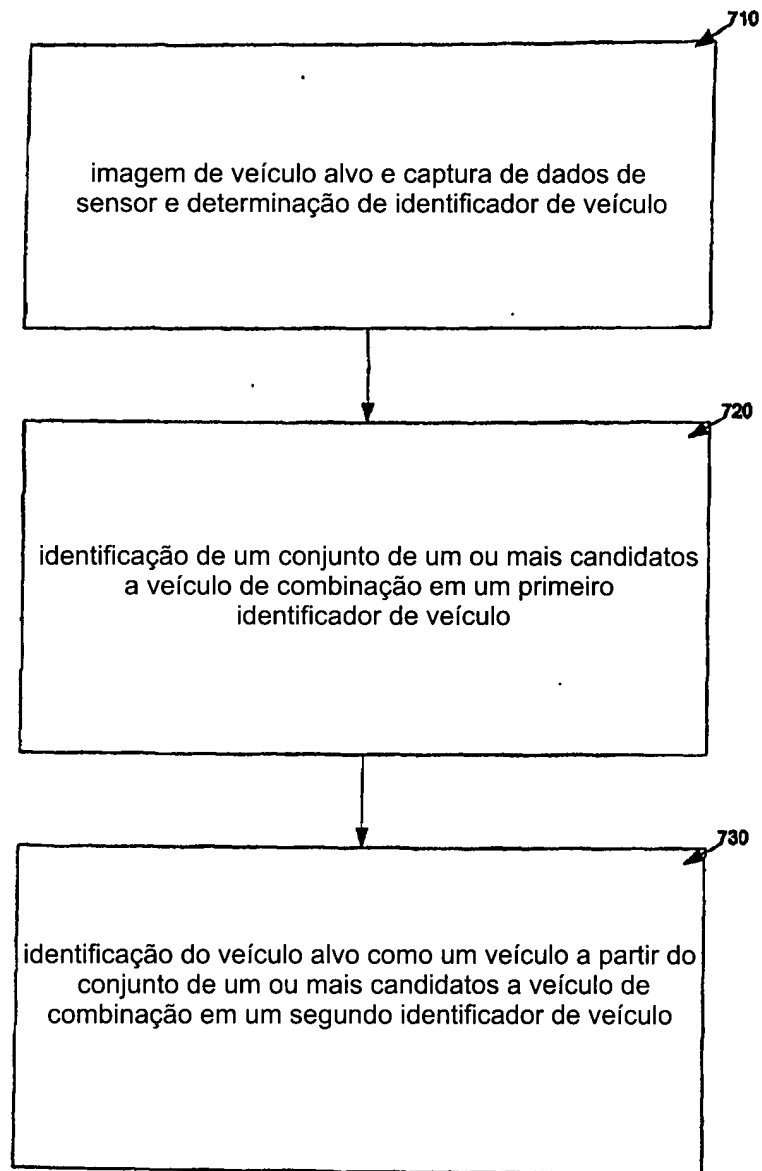 710
imagem de veículo alvo e captura de dados de
sensor e determinação de identificador de veículo
720
identificação de um conjunto de um ou mais candidatos
a veículo de combinação em um primeiro
identificador de veículo
730
identificação do veículo alvo como um veículo a partir do
conjunto de um ou mais candidatos a veículo de
combinação em um segundo identificador de veículo